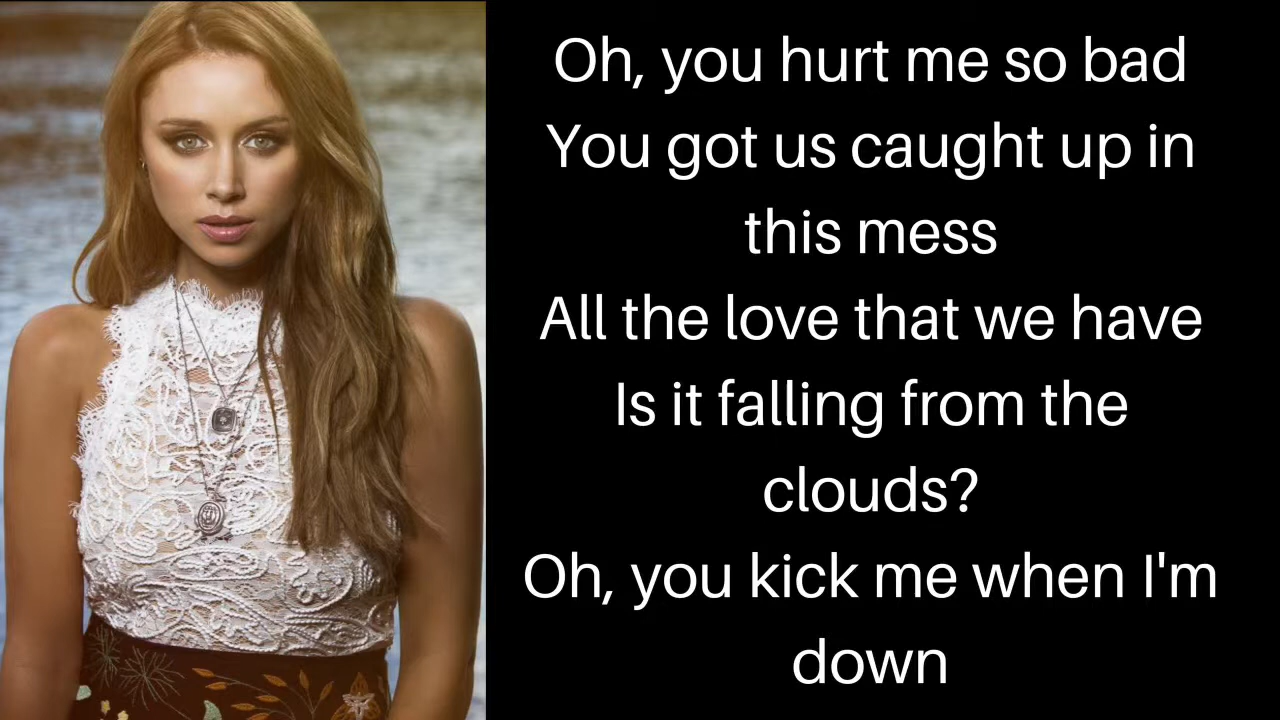 Oh, you hurt me so bad
You got us caught up in
this mess
All the love that we have
Is it falling from the
clouds?
Oh, you kick me when I'm
down